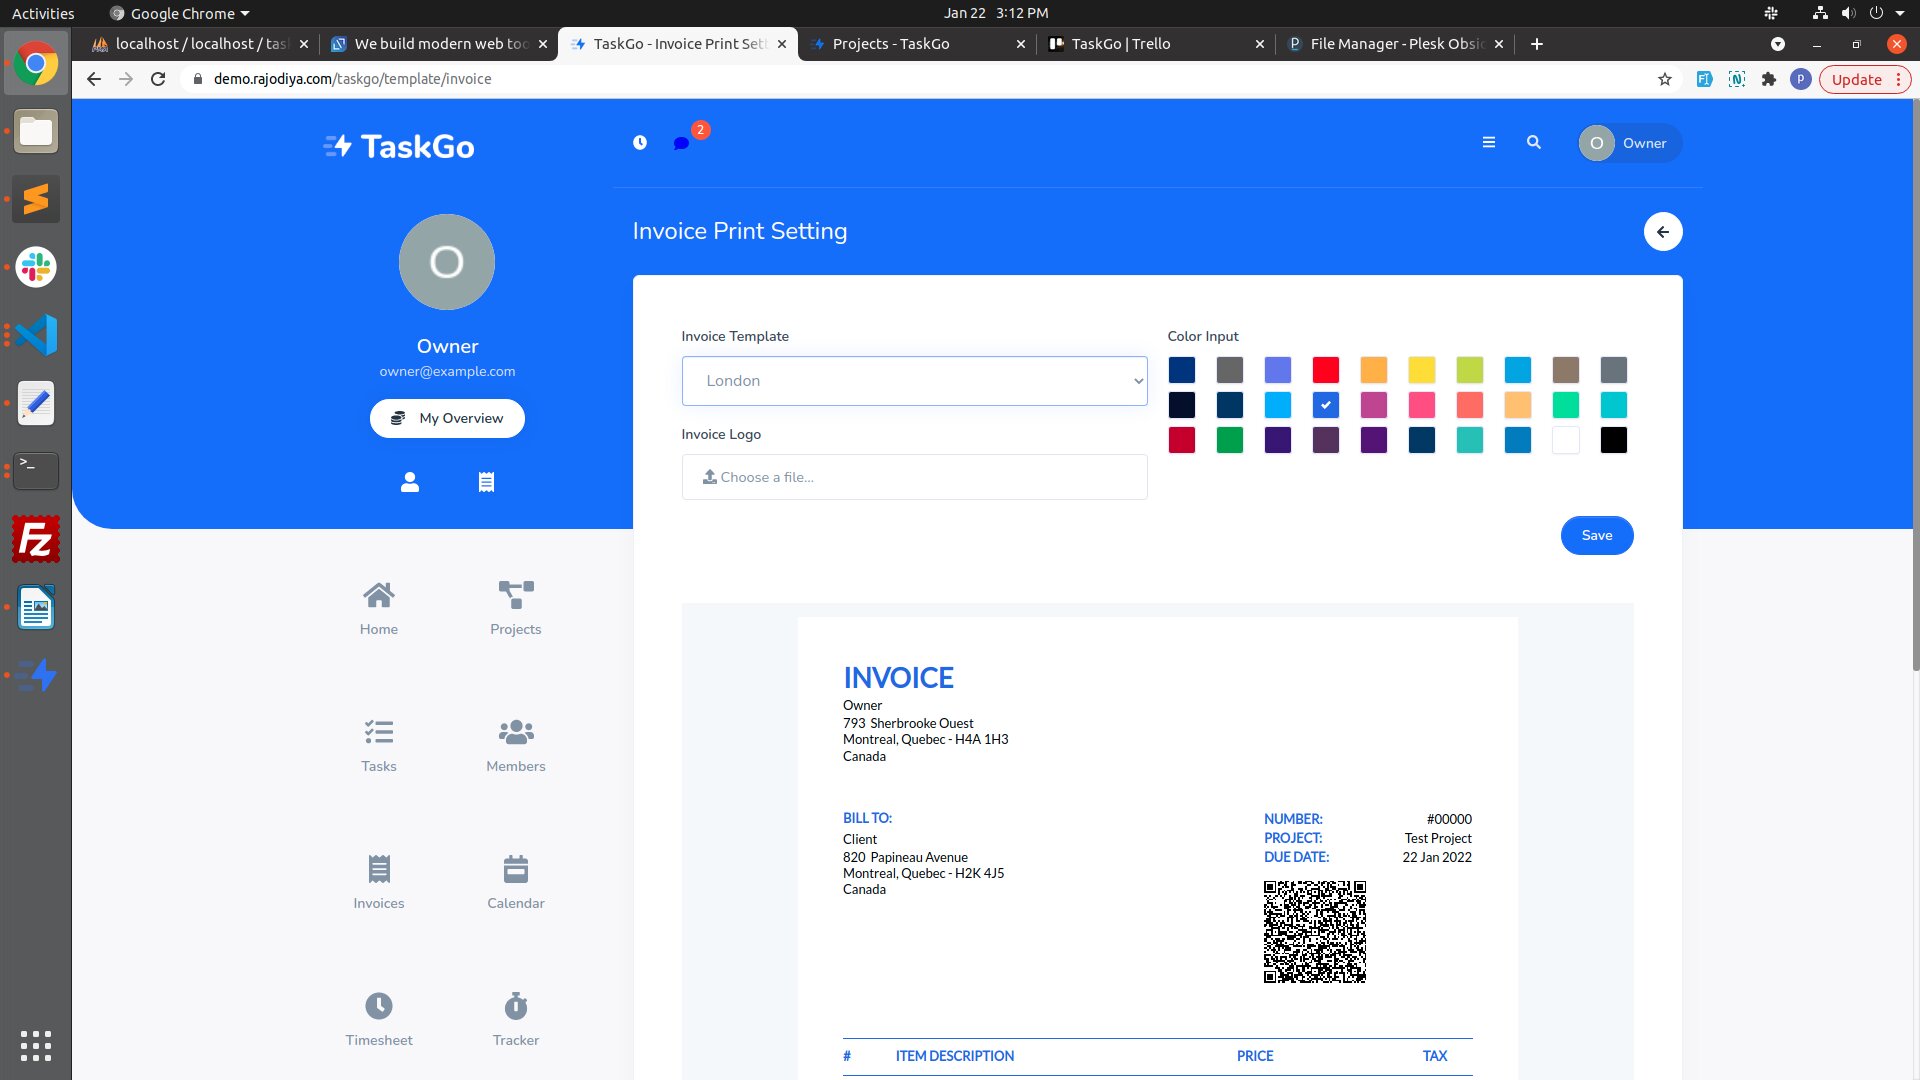 Activities Google Chrome Jan 22 3:12 PM
localhost / localhost / tas We build modern web too TaskGo - Invoice Print Sett Projects - TaskGo TaskGo | Trello File Manager - Plesk Obsi
demo.rajodiya.com/taskgo/template/invoice P Update
TaskGo 2 O Owner
Invoice Print Setting
O
Owner
owner@example.com
My Overview
Invoice Template
London
Invoice Logo
Choose a file...
Color Input
Save
Home Projects
Tasks Members
Invoices Calendar
Timesheet Tracker
INVOICE
Owner
793 Sherbrooke Ouest
Montreal, Quebec - H4A 1H3
Canada
BILL TO:
Client
820 Papineau Avenue
Montreal, Quebec - H2K 4J5
Canada
NUMBER: #00000
PROJECT: Test Project
DUE DATE: 22 Jan 2022
# ITEM DESCRIPTION PRICE TAX
>_
Fz